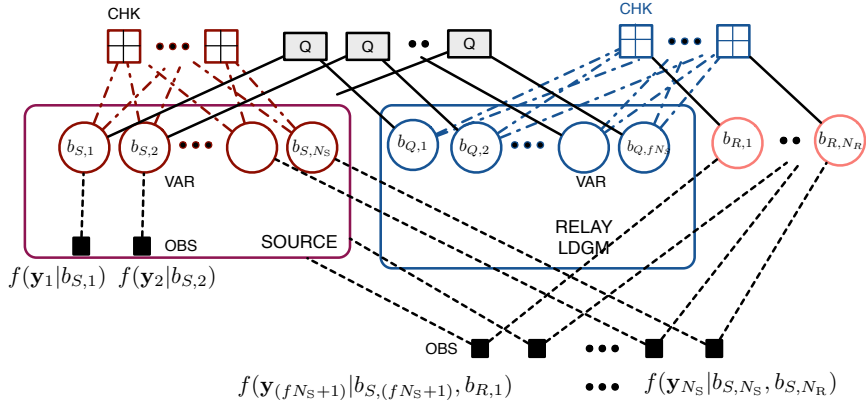 CHK
CHK
Q Q Q
b_{S,1} b_{S,2} b_{S,N_S} b_{Q,1} b_{Q,2} b_{Q,fN_S} b_{R,1} b_{R,N_R}
VAR VAR
OBS SOURCE RELAY
LDGM
f(y_1|b_{S,1}) f(y_2|b_{S,2})
OBS
f(y_{(fN_S+1)}|b_{S,(fN_S+1)}, b_{R,1}) f(y_{N_S}|b_{S,N_S}, b_{S,N_R})